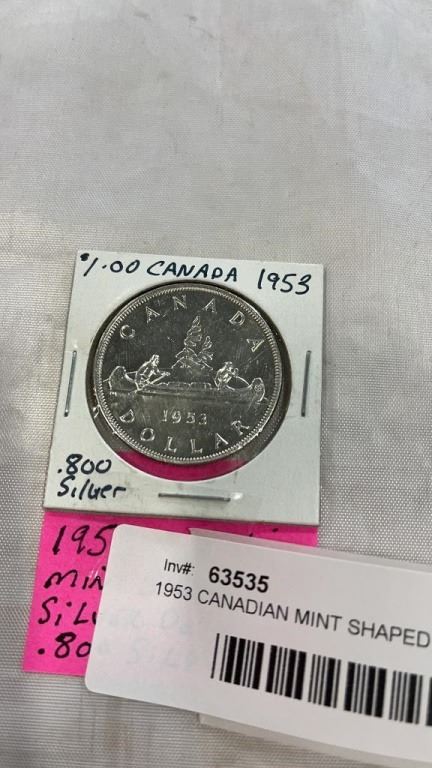 $1.00 CANADA 1953
CANADA
1953
DOLLAR
.800
Silver
Inv#: 63535
1953 CANADIAN MINT SHAPED